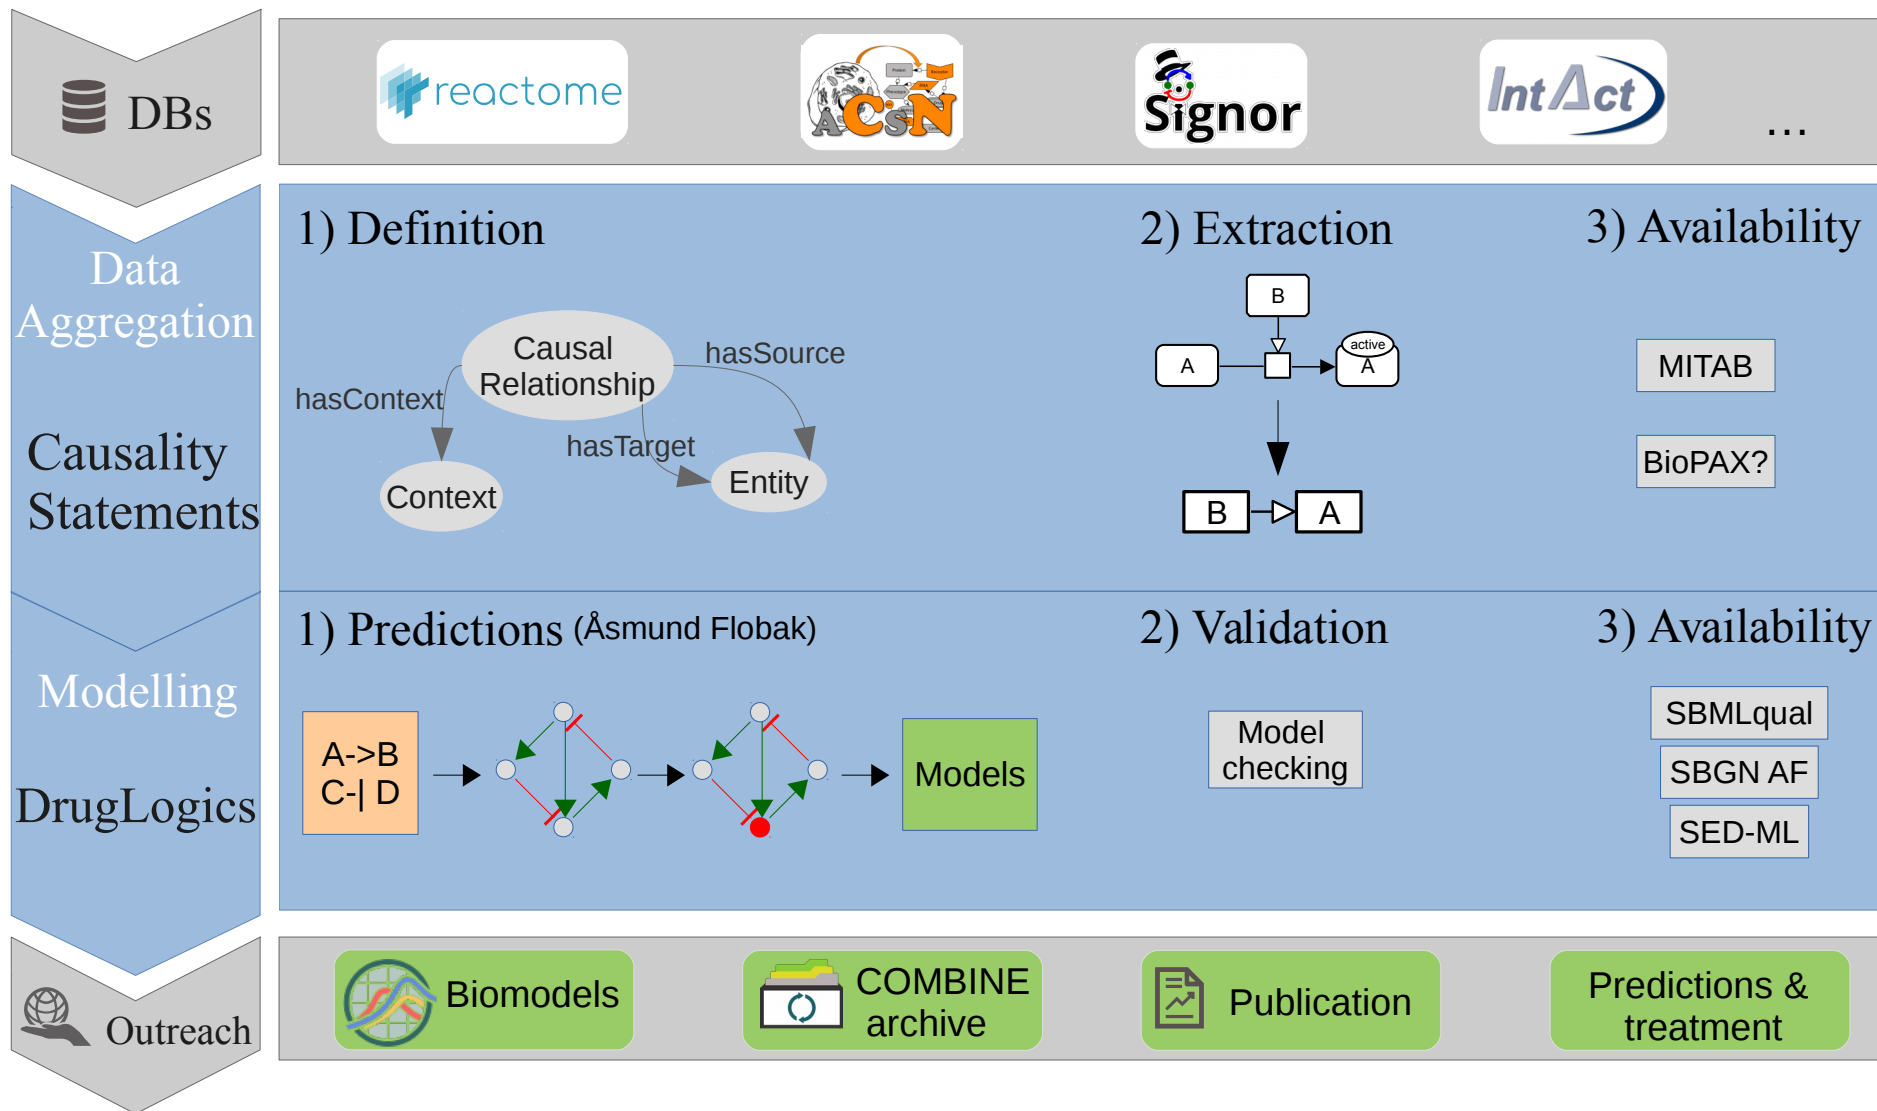 DBs
reactome
ACSN
Signor
IntAct
...
Data
Aggregation
Causality
Statements
1) Definition
Causal
Relationship
hasSource
hasContext
hasTarget
Context
Entity
2) Extraction
B
A
active
A
B
A
3) Availability
MITAB
BioPAX?
Modelling
DrugLogics
1) Predictions (Åsmund Flobak)
A->B
C-| D
Models
2) Validation
Model
checking
3) Availability
SBMLqual
SBGN AF
SED-ML
Outreach
Biomodels
COMBINE
archive
Publication
Predictions &
treatment